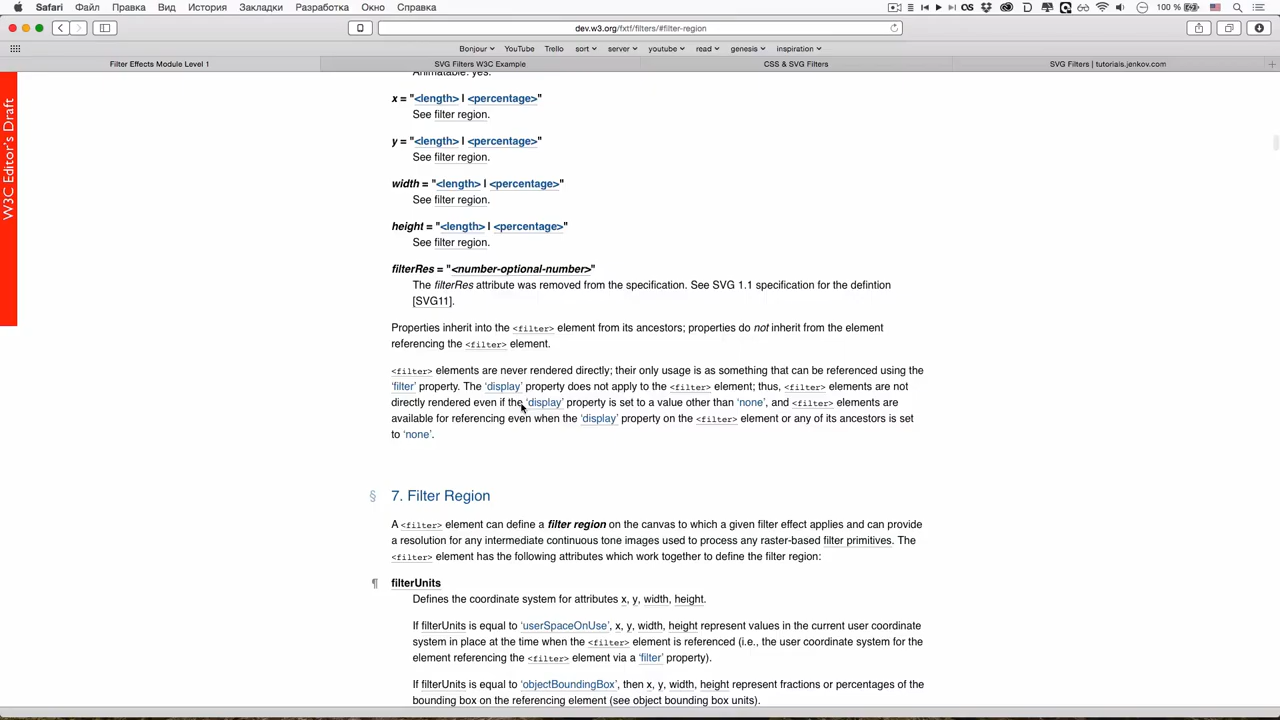 Safari Файл Правка Вид История Закладки Разработка Окно Справка 100 %
dev.w3.org/fxtf/filters/#filter-region
Bonjour YouTube Trello sort server youtube read genesis inspiration
Filter Effects Module Level 1 SVG Filters W3C Example CSS & SVG Filters SVG Filters | tutorials.jenkov.com
W3C Editor's Draft
Animatable: yes.
x = "<length> | <percentage>"
See filter region.
y = "<length> | <percentage>"
See filter region.
width = "<length> | <percentage>"
See filter region.
height = "<length> | <percentage>"
See filter region.
filterRes = "<number-optional-number>"
The filterRes attribute was removed from the specification. See SVG 1.1 specification for the defintion
[SVG11].
Properties inherit into the <filter> element from its ancestors; properties do not inherit from the element
referencing the <filter> element.
<filter> elements are never rendered directly; their only usage is as something that can be referenced using the
‘filter’ property. The ‘display’ property does not apply to the <filter> element; thus, <filter> elements are not
directly rendered even if the ‘display’ property is set to a value other than ‘none’, and <filter> elements are
available for referencing even when the ‘display’ property on the <filter> element or any of its ancestors is set
to ‘none’.
§ 7. Filter Region
A <filter> element can define a filter region on the canvas to which a given filter effect applies and can provide
a resolution for any intermediate continuous tone images used to process any raster-based filter primitives. The
<filter> element has the following attributes which work together to define the filter region:
¶ filterUnits
Defines the coordinate system for attributes x, y, width, height.
If filterUnits is equal to ‘userSpaceOnUse’, x, y, width, height represent values in the current user coordinate
system in place at the time when the <filter> element is referenced (i.e., the user coordinate system for the
element referencing the <filter> element via a ‘filter’ property).
If filterUnits is equal to ‘objectBoundingBox’, then x, y, width, height represent fractions or percentages of the
bounding box on the referencing element (see object bounding box units).